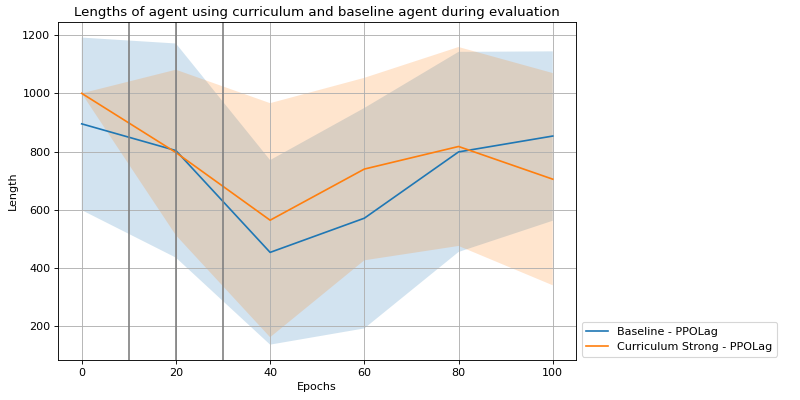 Lengths of agent using curriculum and baseline agent during evaluation
1200
1000
800
600
400
200
Length
0 20 40 60 80 100
Epochs
Baseline - PPOLag
Curriculum Strong - PPOLag